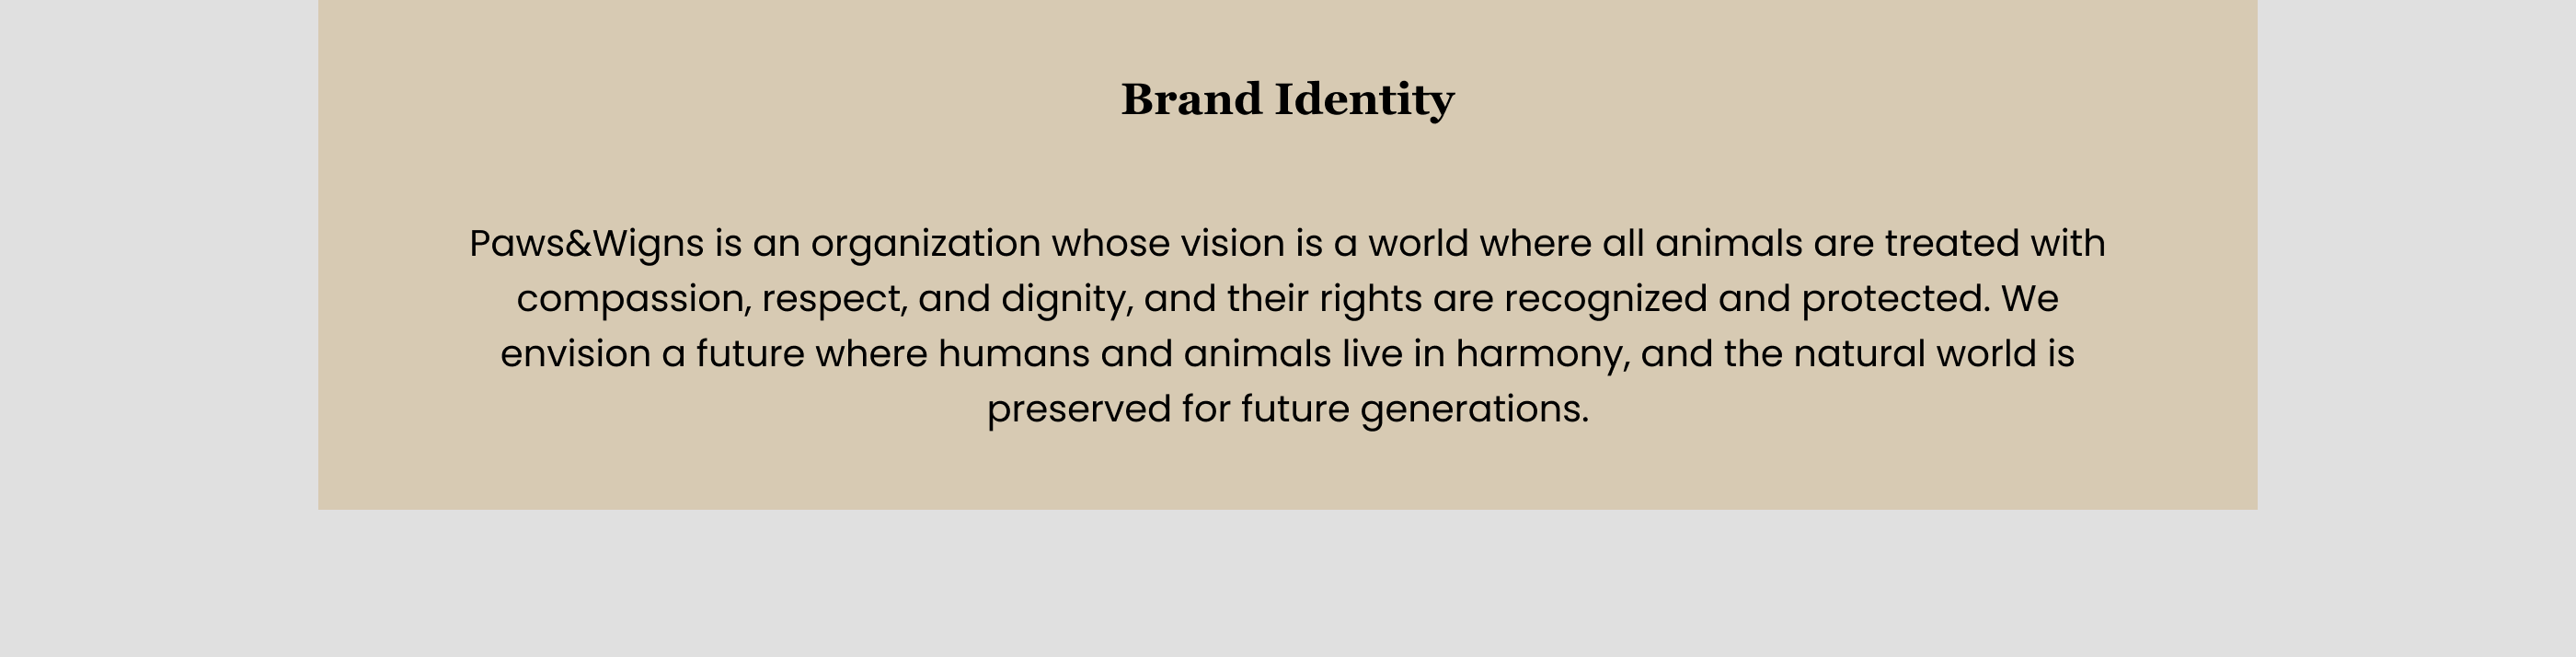 Brand Identity
Paws&Wigns is an organization whose vision is a world where all animals are treated with
compassion, respect, and dignity, and their rights are recognized and protected. We
envision a future where humans and animals live in harmony, and the natural world is
preserved for future generations.